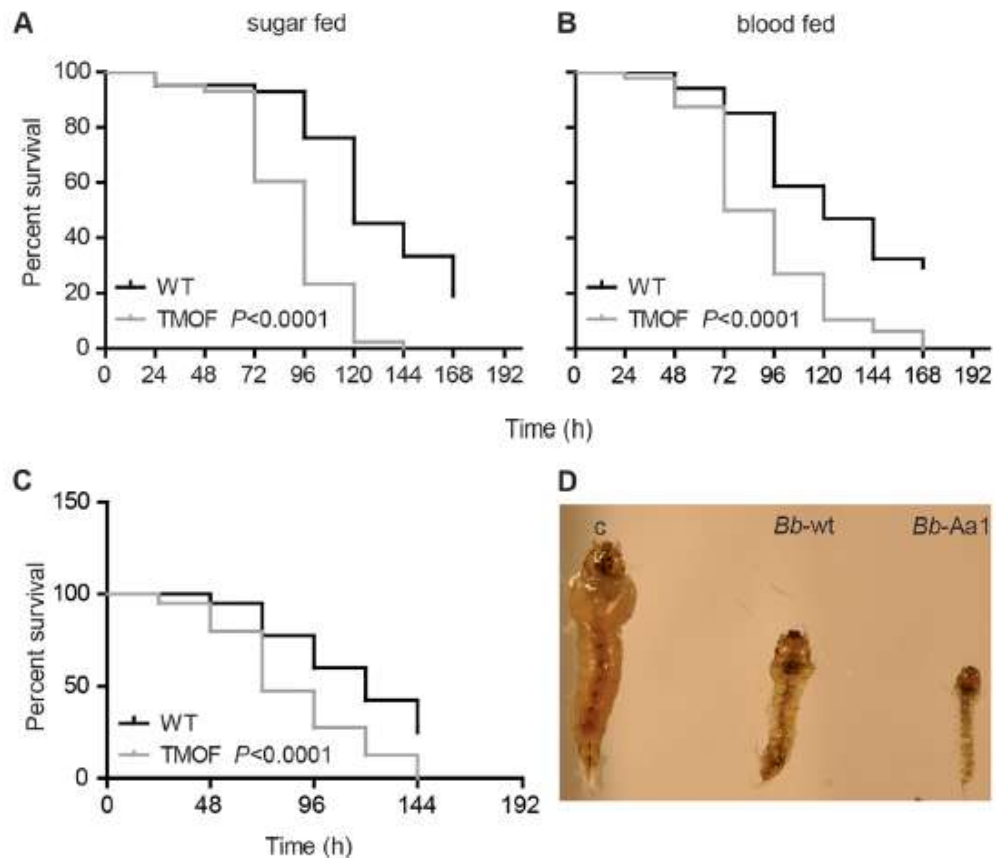 A
sugar fed
B
blood fed
100
80
60
40
20
0
Percent survival
WT
TMOF P<0.0001
0 24 48 72 96 120 144 168 192
100
80
60
40
20
0
WT
TMOF P<0.0001
0 24 48 72 96 120 144 168 192
Time (h)
C
150
100
50
0
Percent survival
WT
TMOF P<0.0001
0 48 96 144 192
Time (h)
D
c Bb-wt Bb-Aa1